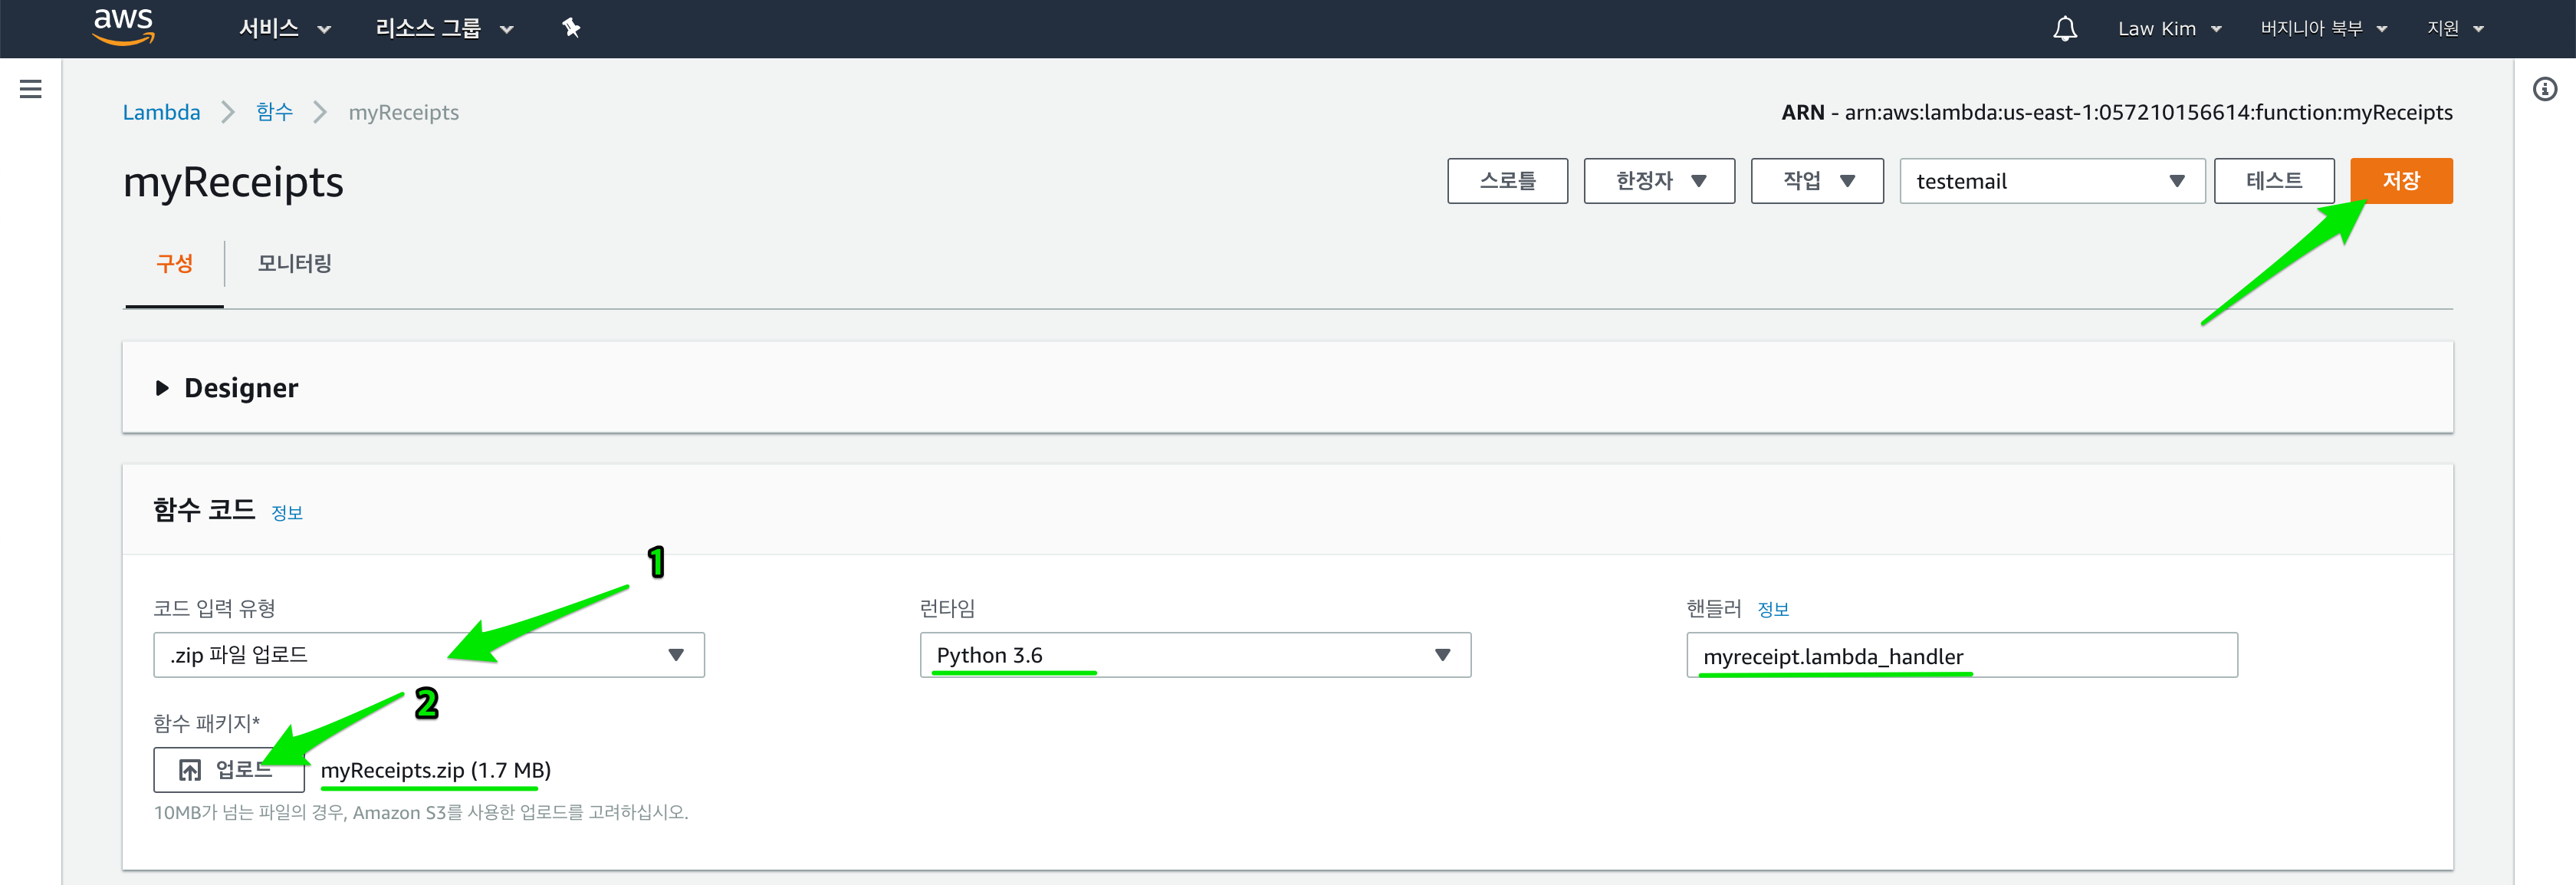 aws 서비스 리소스 그룹 Law Kim 버지니아 북부 지원
Lambda 함수 myReceipts ARN - arn:aws:lambda:us-east-1:057210156614:function:myReceipts
myReceipts 스로틀 한정자 작업 testemail 테스트 저장
구성 모니터링
Designer
함수 코드 정보
1
코드 입력 유형 런타임 핸들러 정보
.zip 파일 업로드 Python 3.6 myreceipt.lambda_handler
2
함수 패키지*
업로드 myReceipts.zip (1.7 MB)
10MB가 넘는 파일의 경우, Amazon S3를 사용한 업로드를 고려하십시오.